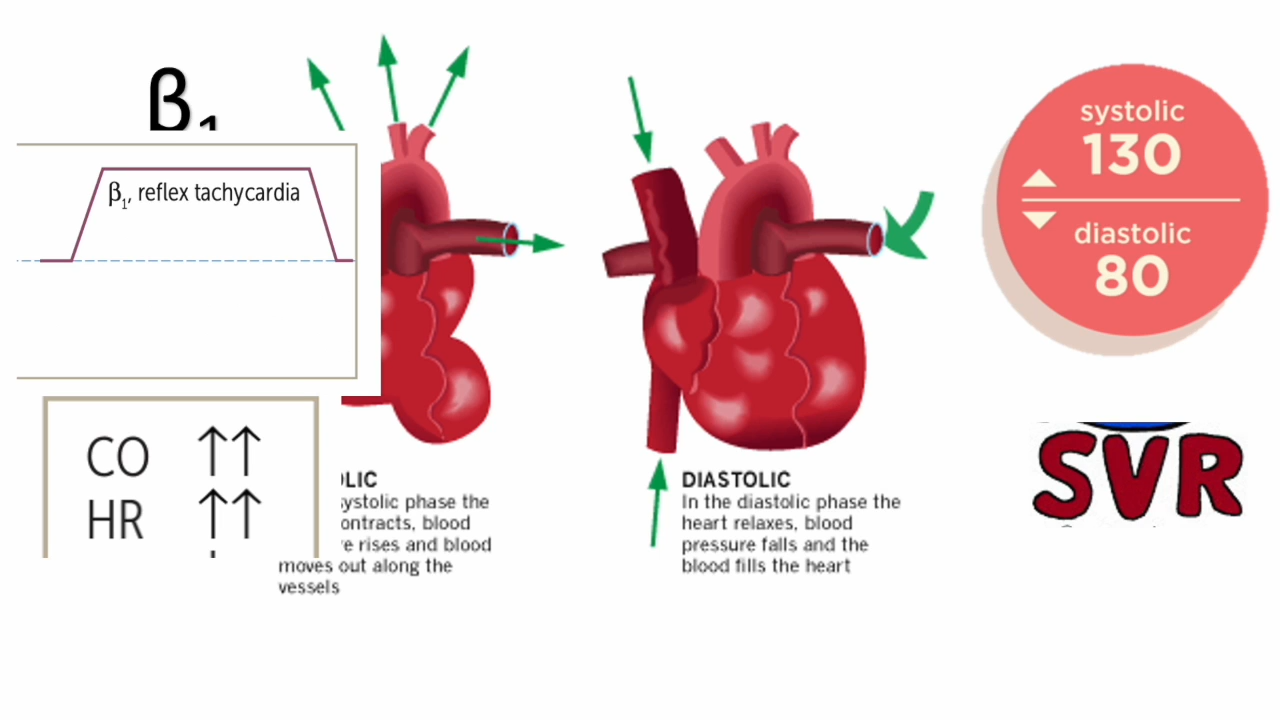 β1
β1, reflex tachycardia
CO ↑↑
HR ↑↑
OLIC
systolic phase the
ontracts, blood
e rises and blood
moves out along the
vessels
DIASTOLIC
In the diastolic phase the
heart relaxes, blood
pressure falls and the
blood fills the heart
systolic
130
diastolic
80
SVR